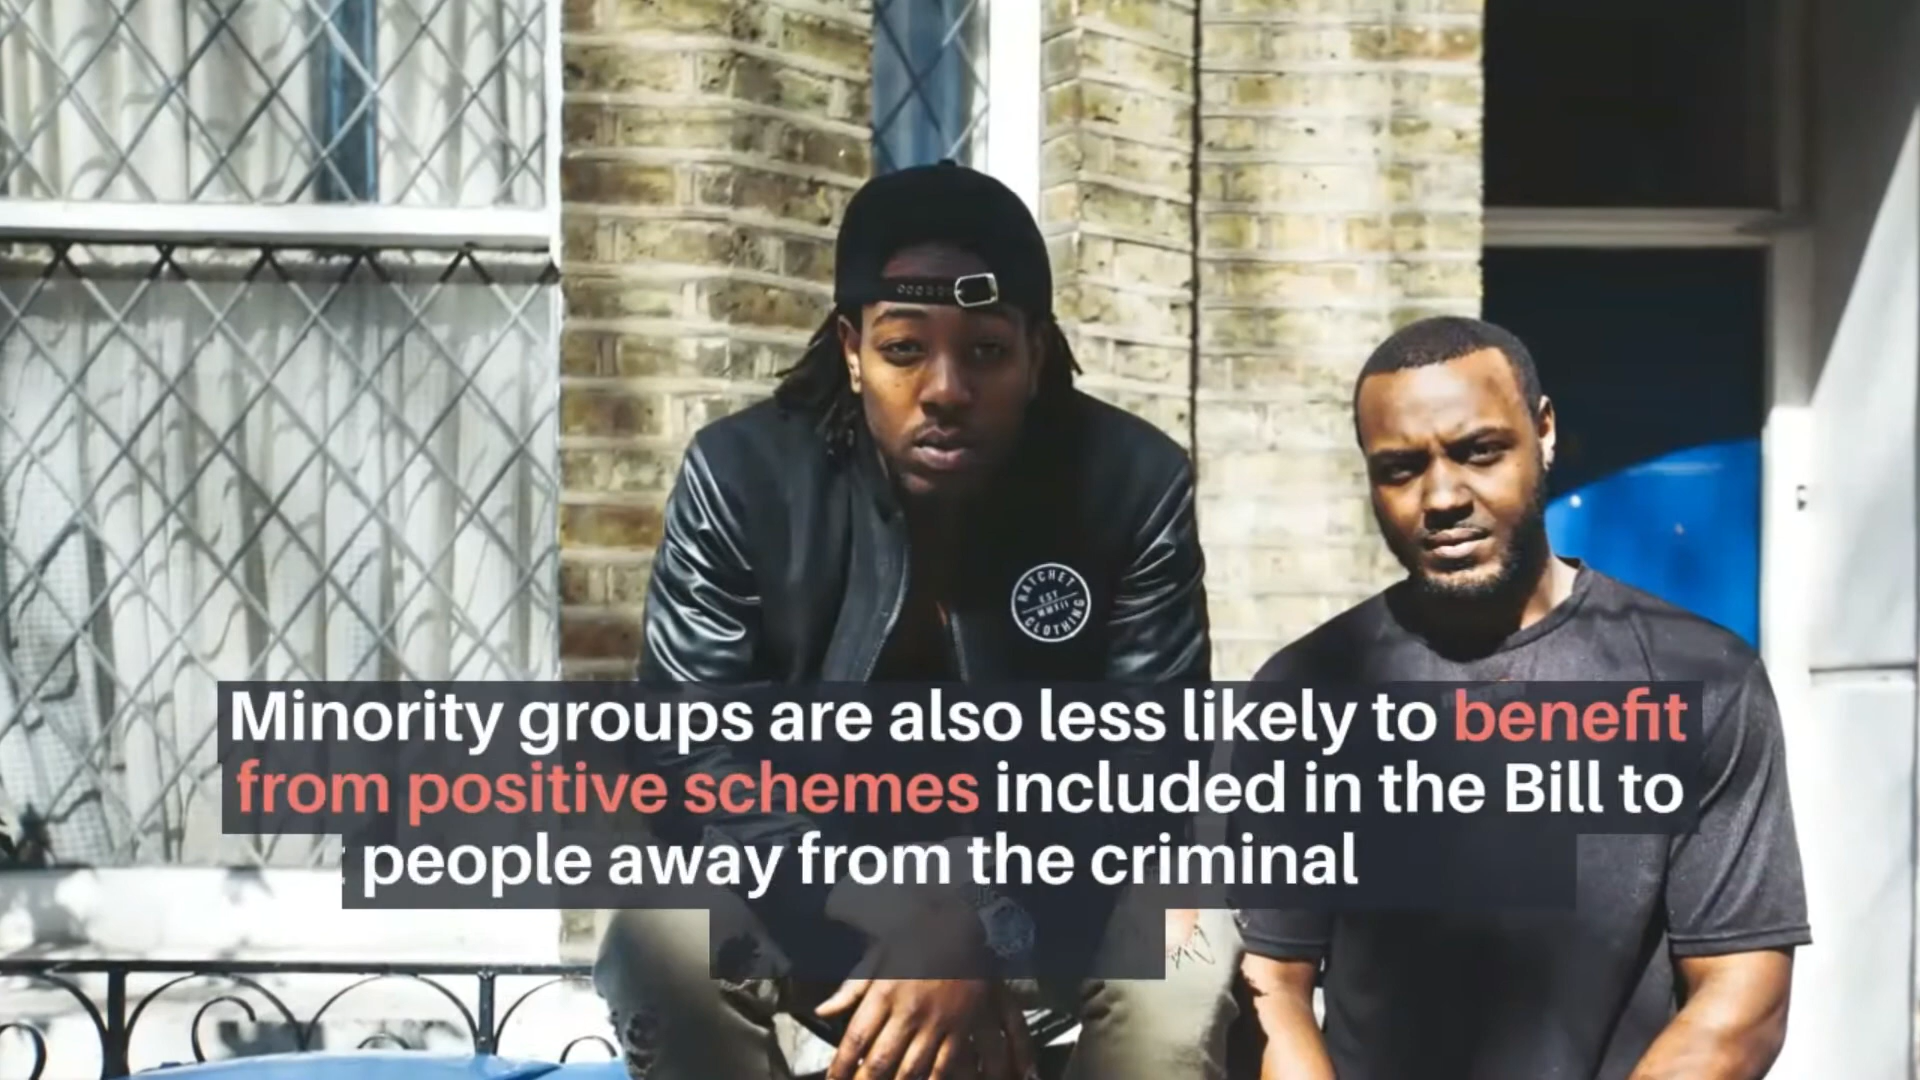 RATCHET
EST
CLOTHING
Minority groups are also less likely to benefit
from positive schemes included in the Bill to
people away from the criminal